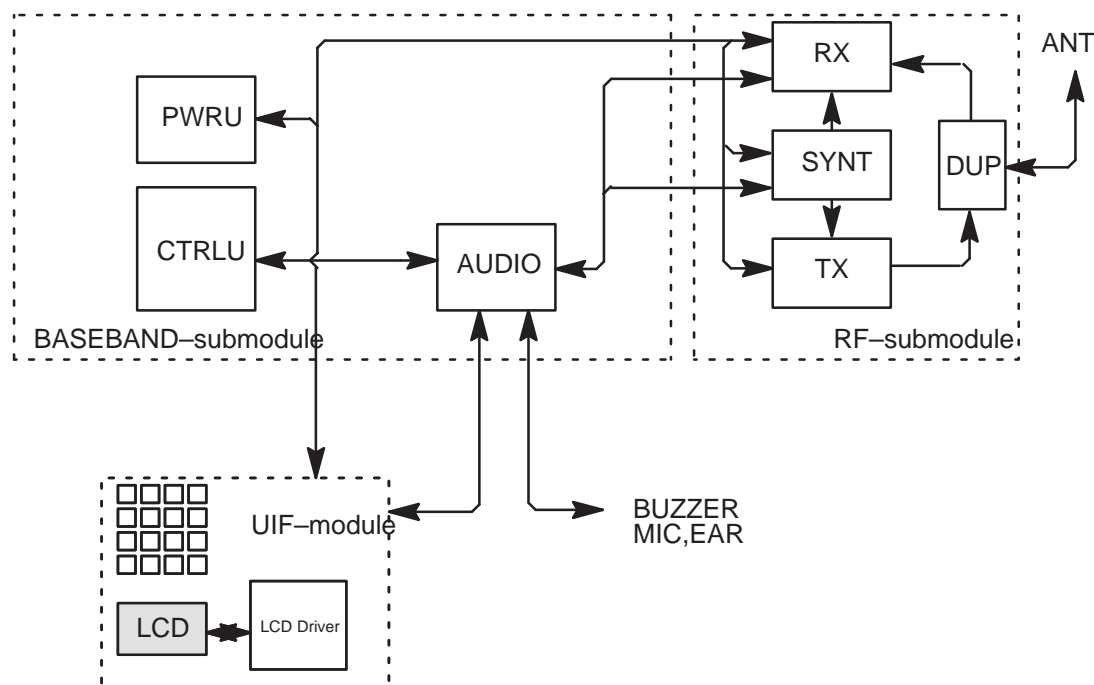 RX
ANT
PWRU
SYNT
DUP
CTRLU
AUDIO
TX
BASEBAND–submodule
RF–submodule
UIF–module
BUZZER
MIC,EAR
LCD
LCD Driver